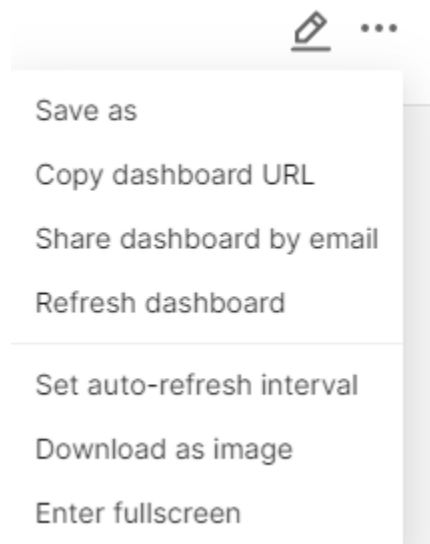 Save as
Copy dashboard URL
Share dashboard by email
Refresh dashboard
Set auto-refresh interval
Download as image
Enter fullscreen